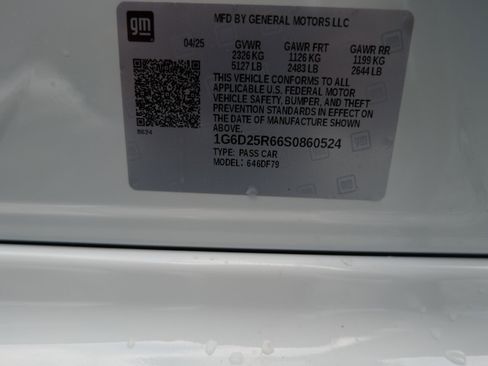 gm
MFD BY GENERAL MOTORS LLC
04/25 GVWR GAWR FRT GAWR RR
2326 KG 1126 KG 1199 KG
5127 LB 2483 LB 2644 LB
THIS VEHICLE CONFORMS TO ALL
APPLICABLE U.S. FEDERAL MOTOR
VEHICLE SAFETY, BUMPER, AND THEFT
PREVENTION STANDARDS IN EFFECT ON
THE DATE OF MANUFACTURE SHOWN
ABOVE.
1G6D25R66S0860524
TYPE: PASS CAR
MODEL: 646DF79